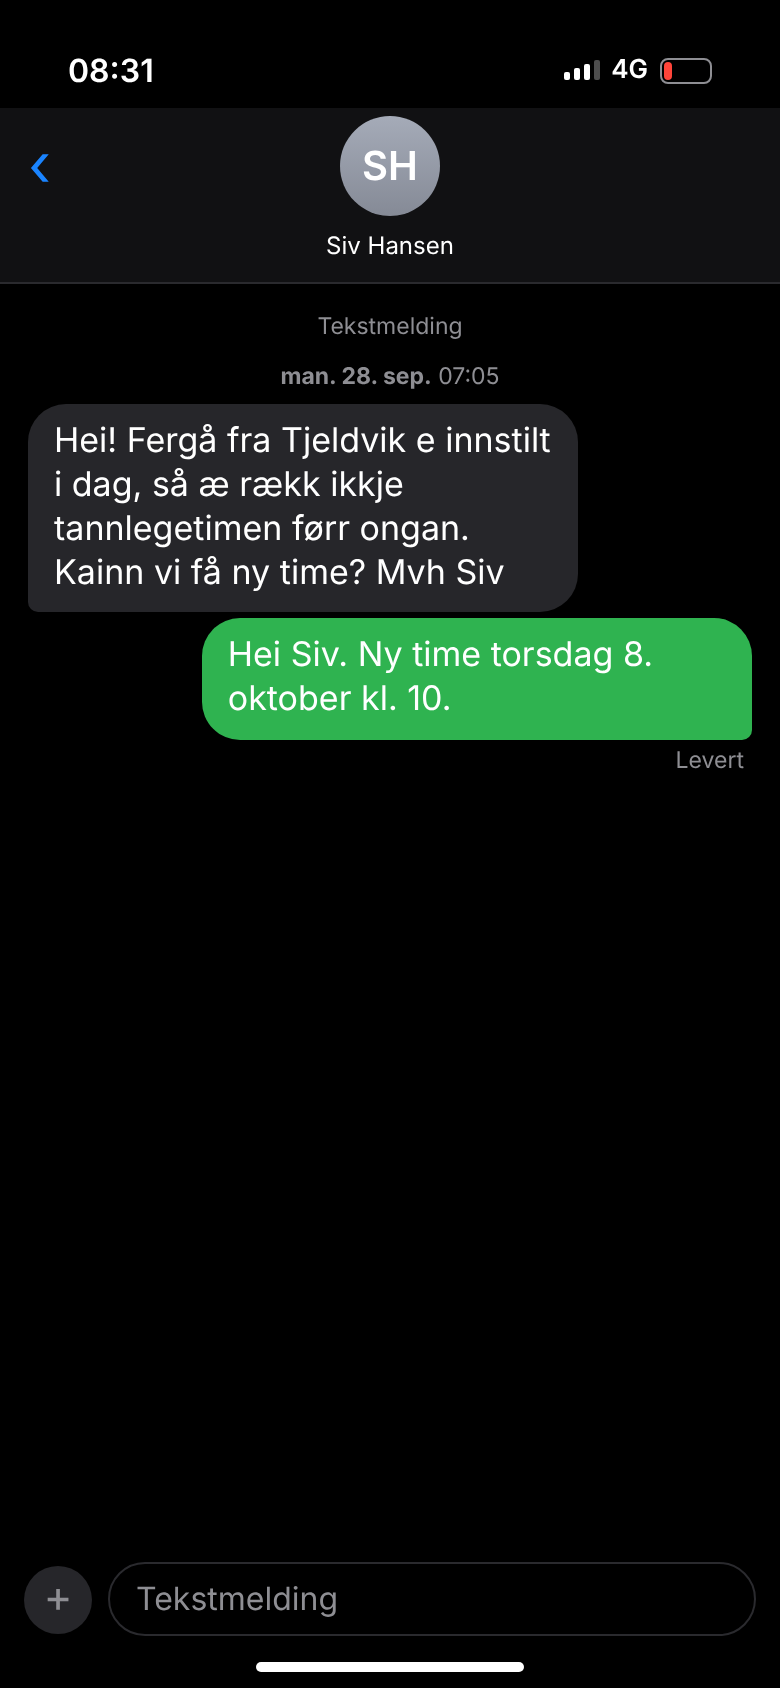 08:31
4G
SH
Siv Hansen
Tekstmelding
man. 28. sep. 07:05
Hei! Fergå fra Tjeldvik e innstilt
i dag, så æ rækk ikkje
tannlegetimen førr ongan.
Kainn vi få ny time? Mvh Siv
Hei Siv. Ny time torsdag 8.
oktober kl. 10.
Levert
Tekstmelding